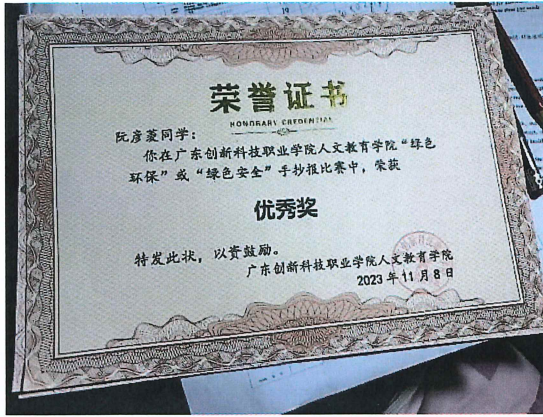 荣誉证书
HONORARY CREDENTIAL
阮彦菱同学：
你在广东创新科技职业学院人文教育学院“绿色
环保”或“绿色安全”手抄报比赛中，荣获
优秀奖
特发此状，以资鼓励。
广东创新科技职业学院人文教育学院
2023年11月8日